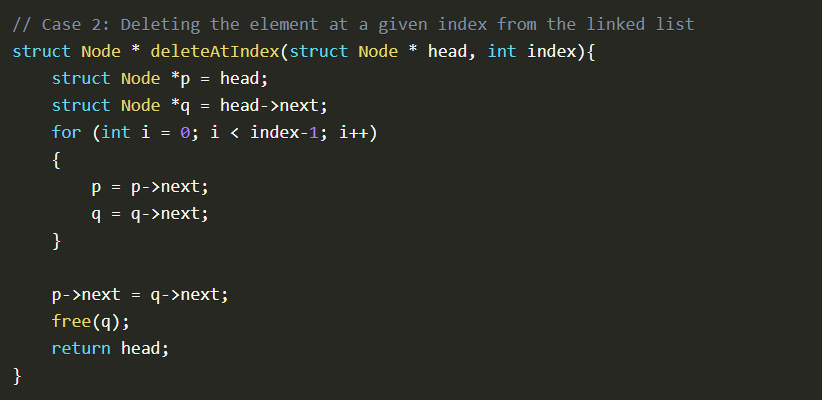 // Case 2: Deleting the element at a given index from the linked list
struct Node * deleteAtIndex(struct Node * head, int index){
    struct Node *p = head;
    struct Node *q = head->next;
    for (int i = 0; i < index-1; i++)
    {
        p = p->next;
        q = q->next;
    }

    p->next = q->next;
    free(q);
    return head;
}